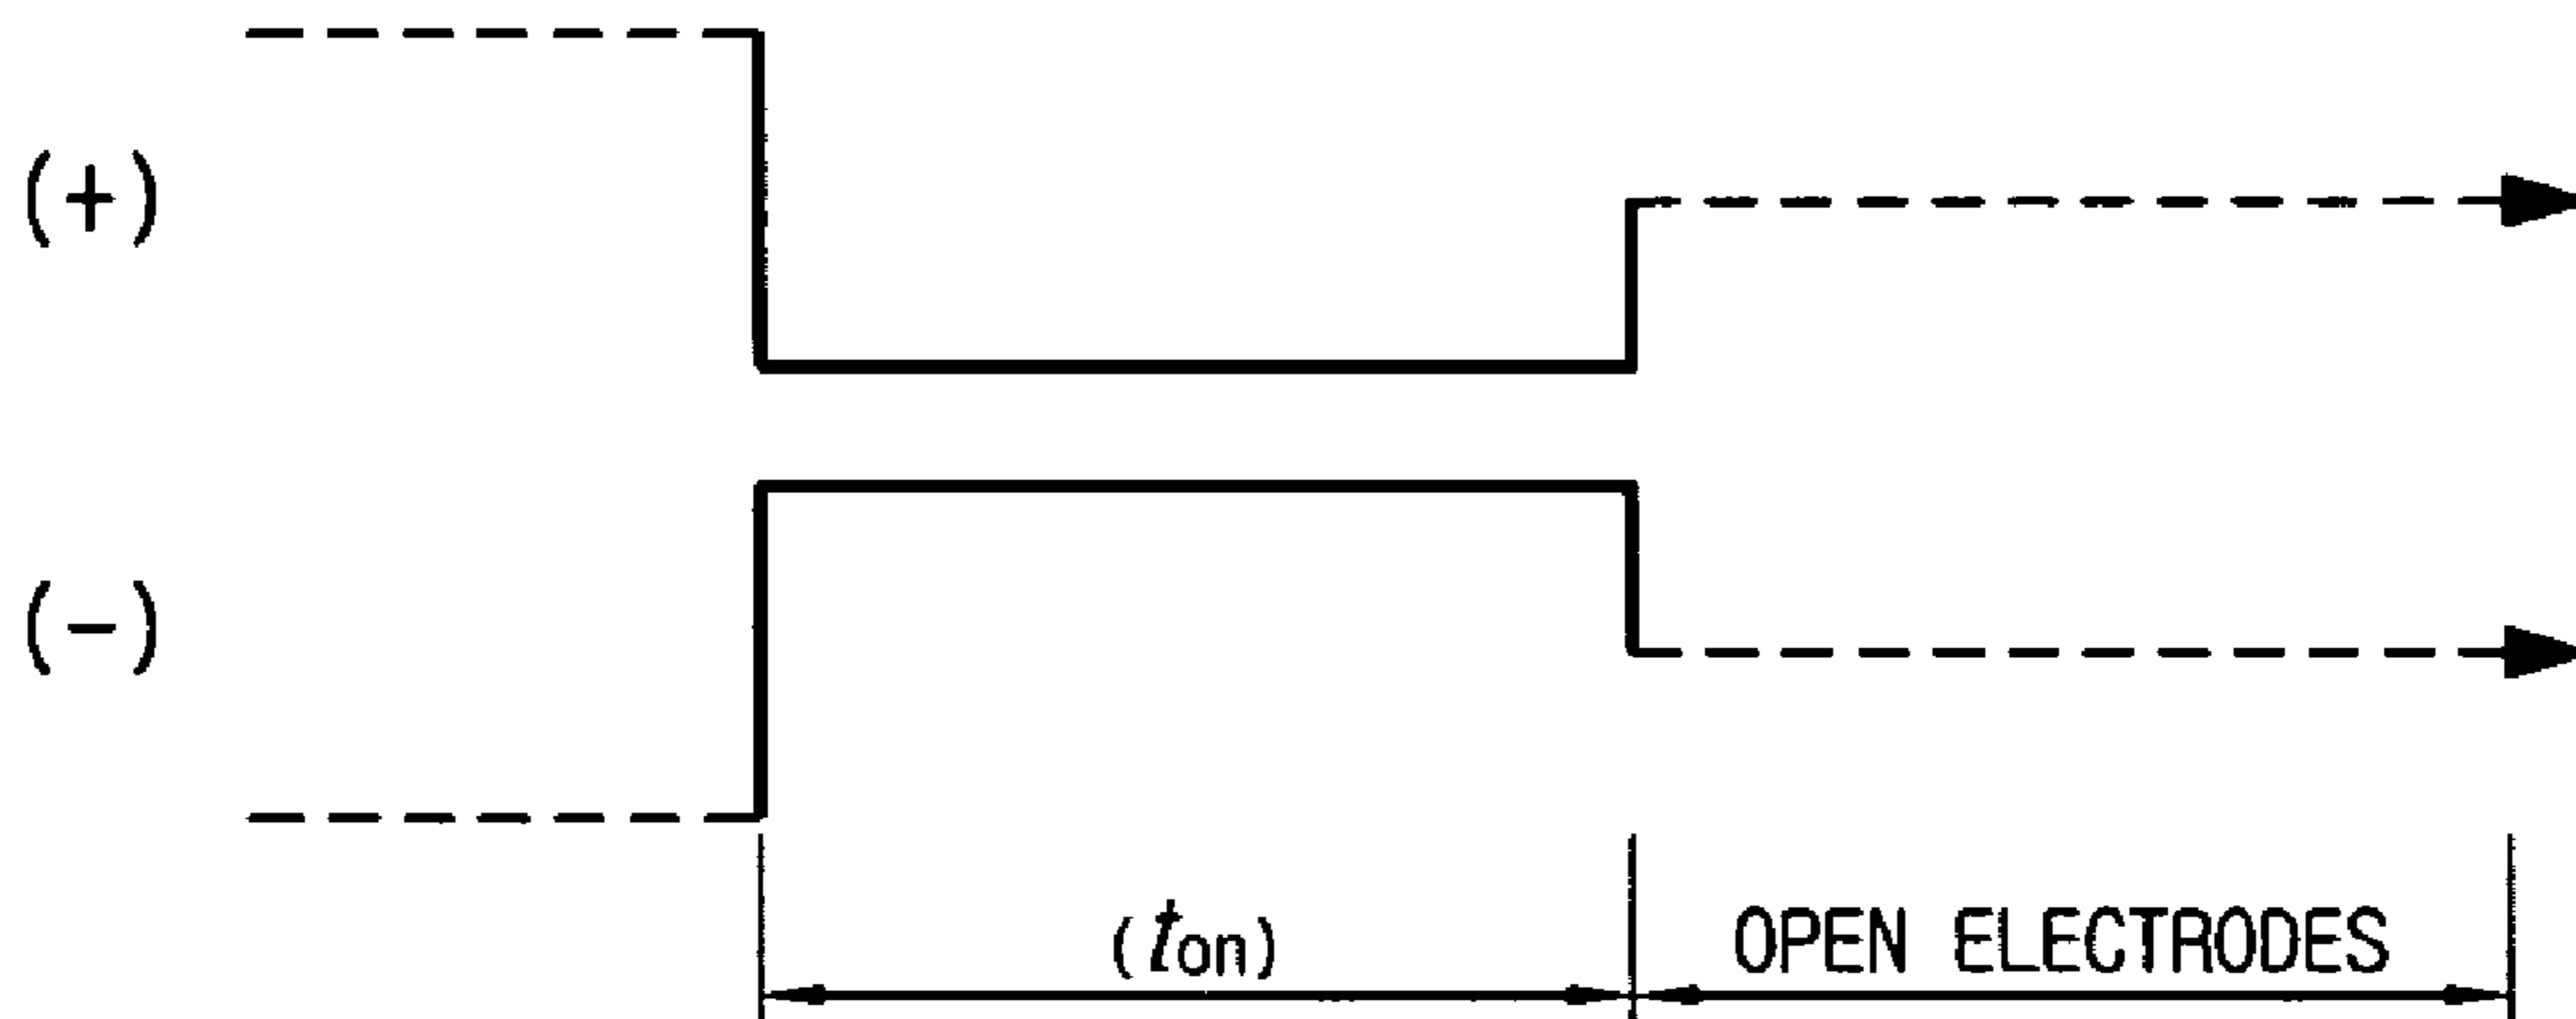 (+)
(-)
(ton)
OPEN ELECTRODES